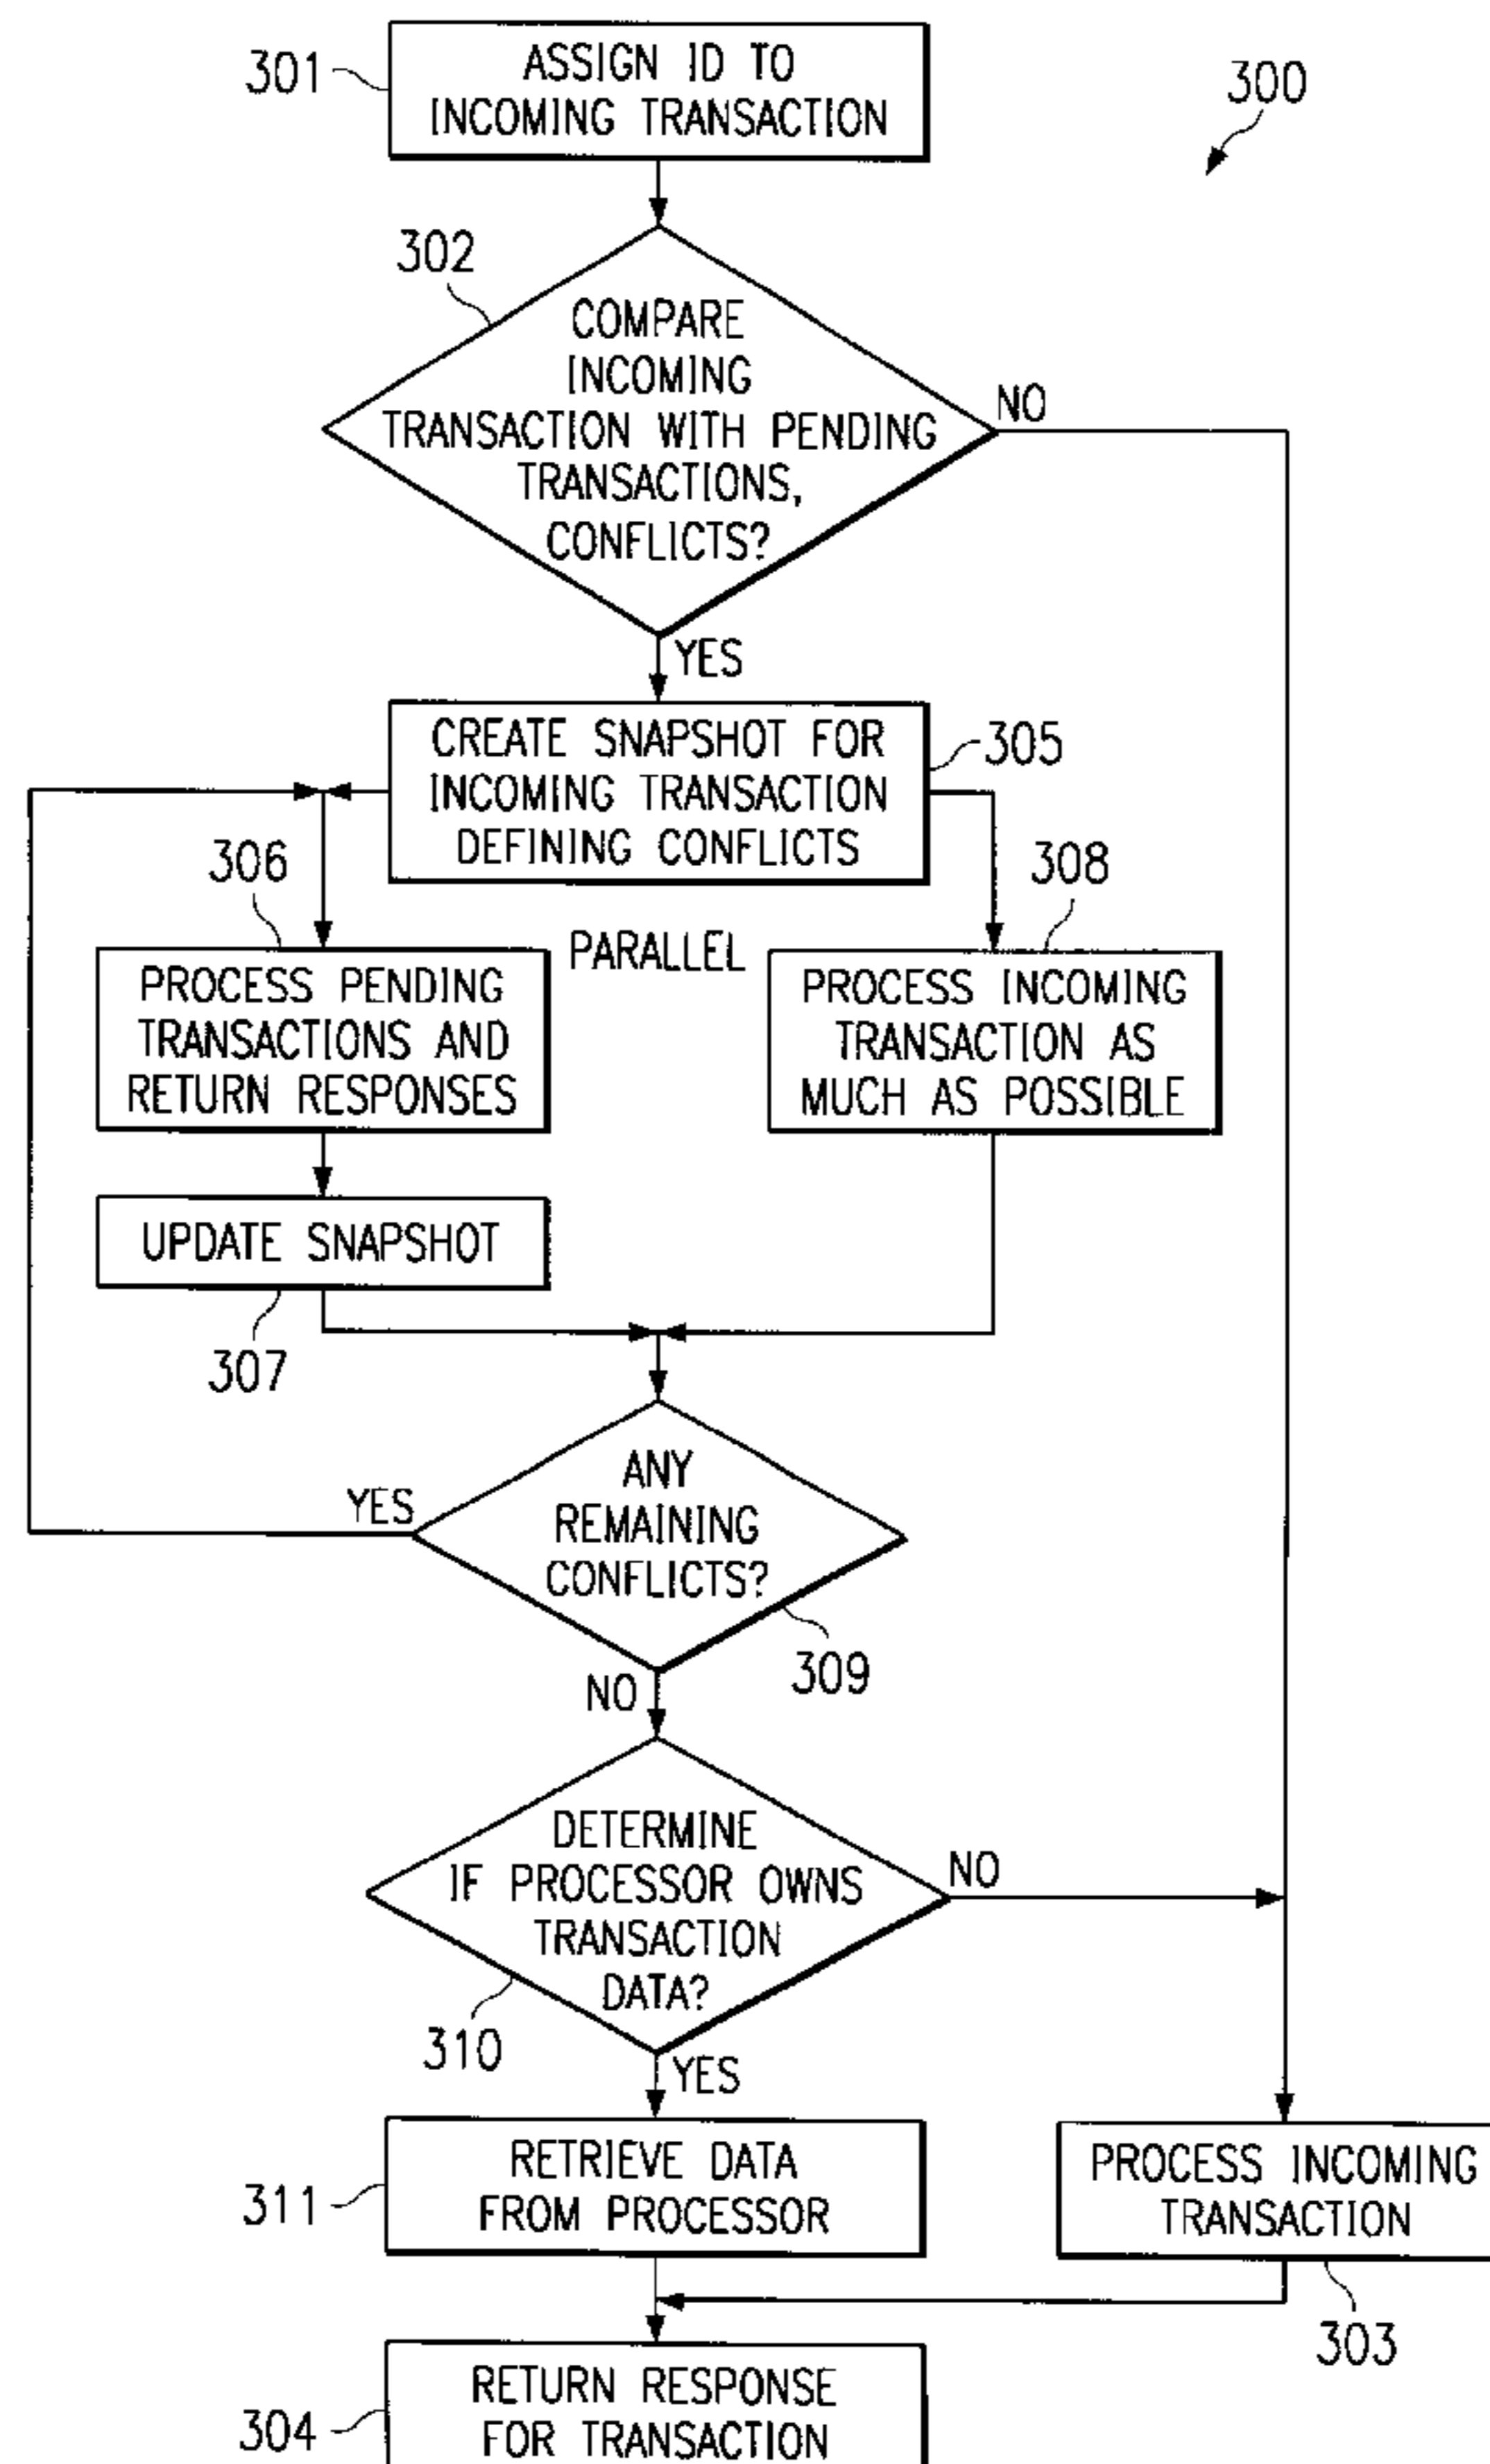 301
ASSIGN ID TO
INCOMING TRANSACTION
300
302
COMPARE
INCOMING
TRANSACTION WITH PENDING
TRANSACTIONS,
CONFLICTS?
NO
YES
CREATE SNAPSHOT FOR
INCOMING TRANSACTION
DEFINING CONFLICTS
305
306
308
PARALLEL
PROCESS PENDING
TRANSACTIONS AND
RETURN RESPONSES
PROCESS INCOMING
TRANSACTION AS
MUCH AS POSSIBLE
UPDATE SNAPSHOT
307
ANY
REMAINING
CONFLICTS?
YES
309
NO
DETERMINE
IF PROCESSOR OWNS
TRANSACTION
DATA?
NO
310
YES
311
RETRIEVE DATA
FROM PROCESSOR
PROCESS INCOMING
TRANSACTION
303
304
RETURN RESPONSE
FOR TRANSACTION